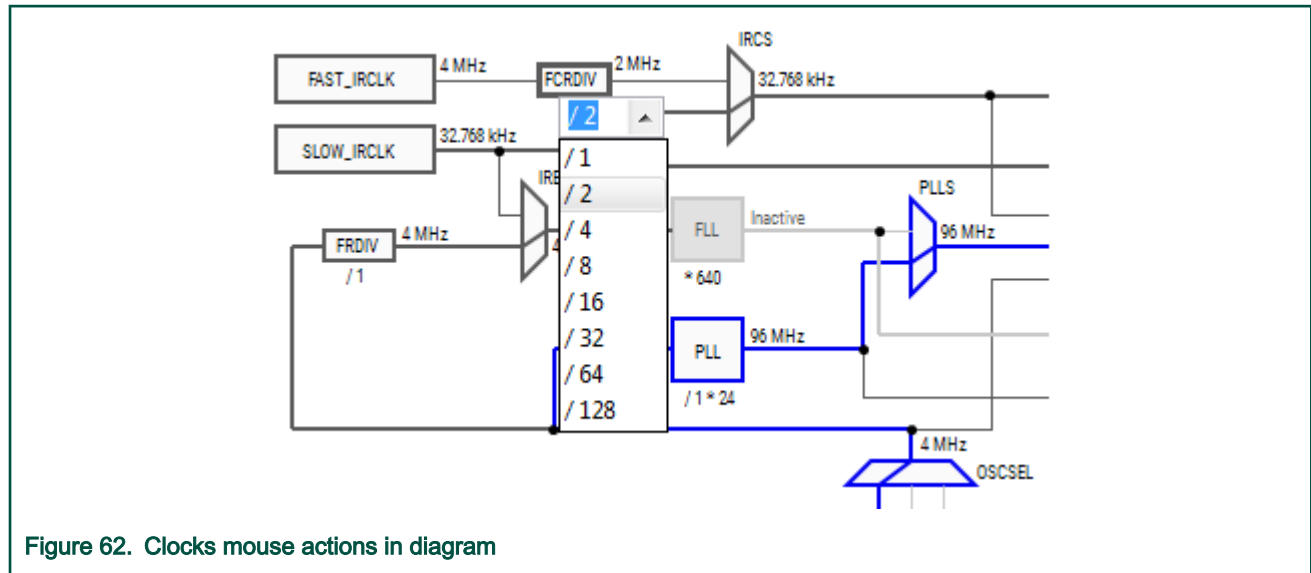 IRCS
FAST_IRCLK
4 MHz
FCRDIV
2 MHz
32.768 kHz
/ 2
SLOW_IRCLK
32.768 kHz
/ 1
/ 2
/ 4
/ 8
/ 16
/ 32
/ 64
/ 128
FRDIV
4 MHz
/ 1
FLL
Inactive
* 640
PLLS
96 MHz
PLL
96 MHz
/ 1 * 24
4 MHz
OSCSEL
Figure 62. Clocks mouse actions in diagram